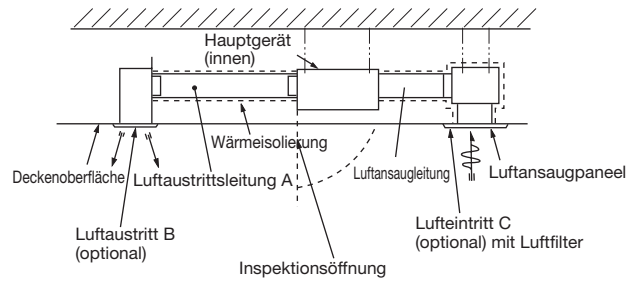 Hauptgerät
(innen)
Wärmeisolierung
Deckenoberfläche
Luftaustrittsleitung A
Luftansaugleitung
Luftansaugpaneel
Luftaustritt B
(optional)
Lufteintritt C
(optional) mit Luftfilter
Inspektionsöffnung